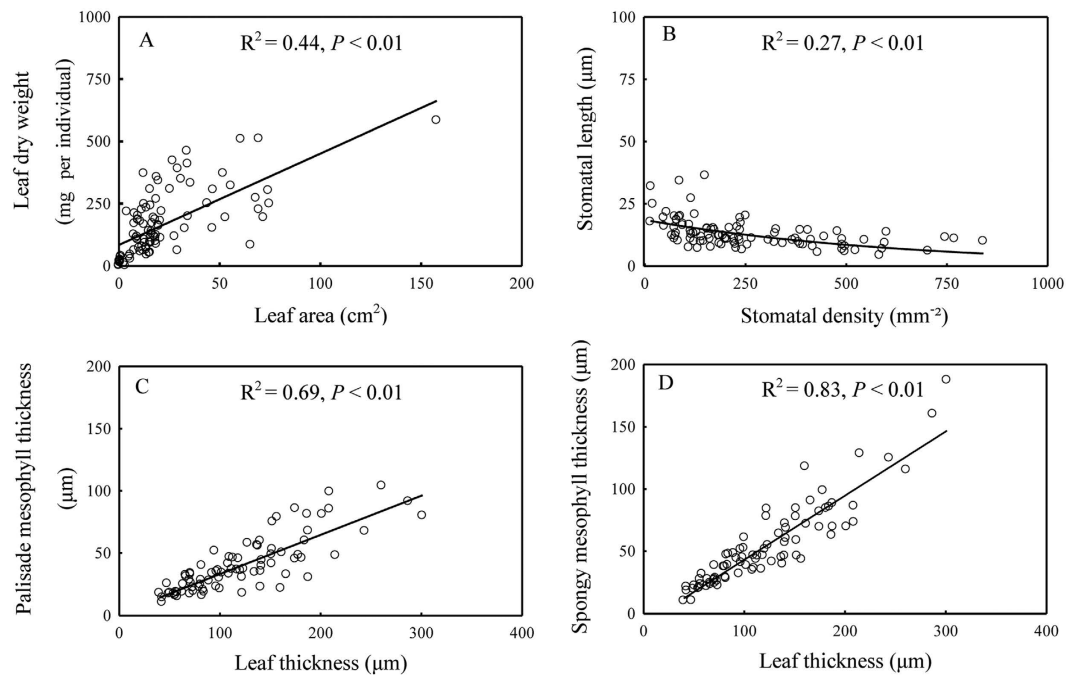 A
R² = 0.44, P < 0.01
Leaf dry weight
(mg per individual)
1000
750
500
250
0
0 50 100 150 200
Leaf area (cm²)
B
R² = 0.27, P < 0.01
Stomatal length (μm)
100
75
50
25
0
0 250 500 750 1000
Stomatal density (mm⁻²)
C
R² = 0.69, P < 0.01
Palisade mesophyll thickness
(μm)
200
150
100
50
0
0 100 200 300 400
Leaf thickness (μm)
D
R² = 0.83, P < 0.01
Spongy mesophyll thickness (μm)
200
150
100
50
0
0 100 200 300 400
Leaf thickness (μm)